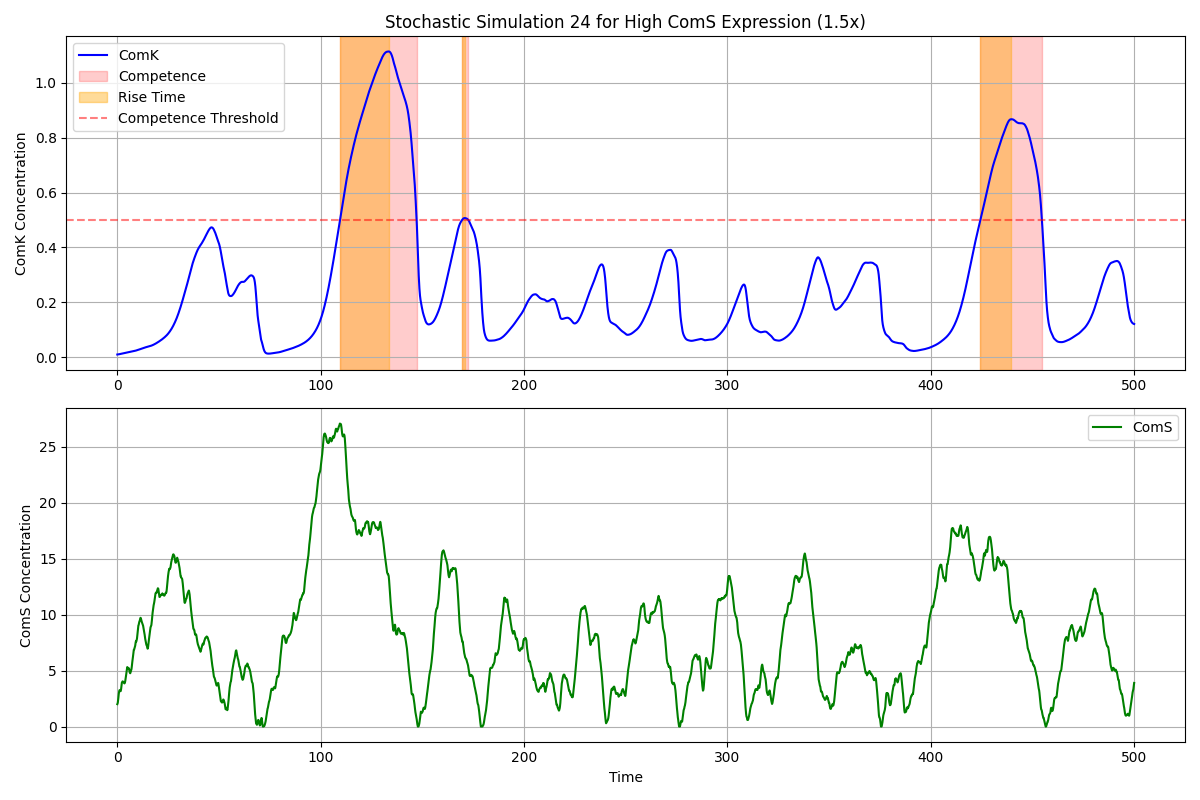 Stochastic Simulation 24 for High ComS Expression (1.5x)
ComK
Competence
Rise Time
Competence Threshold
ComK Concentration
1.0
0.8
0.6
0.4
0.2
0.0
0 100 200 300 400 500
ComS
ComS Concentration
25
20
15
10
5
0
0 100 200 300 400 500
Time